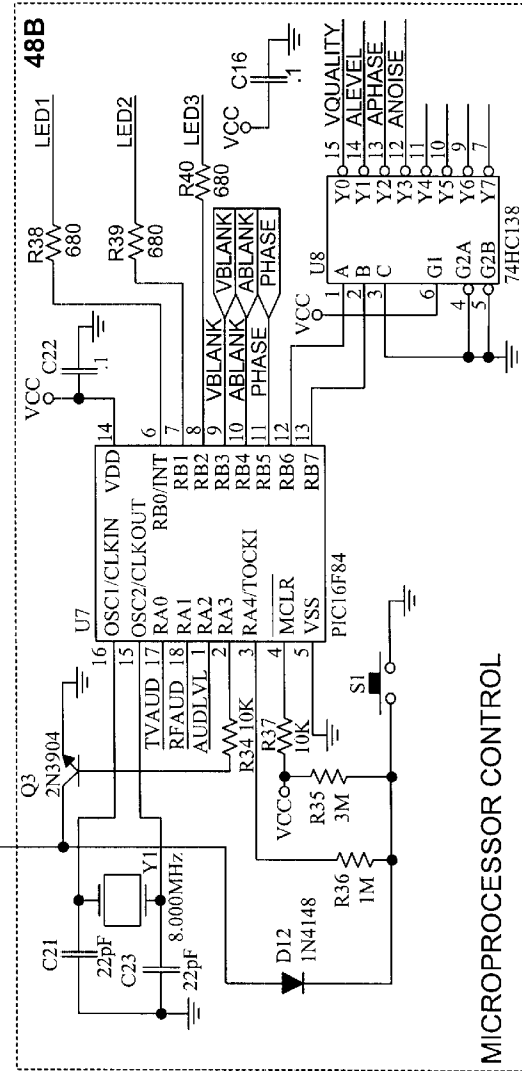 48B
LED1
LED2
LED3
R38
680
R39
680
R40
680
C16
.1
VCC
VCC
C22
.1
VBLANK
ABLANK
PHASE
VBLANK
ABLANK
PHASE
15 VQUALITY
14 ALEVEL
13 APHASE
12 ANOISE
11
10
9
7
U8
1 A Y0
2 B Y1
3 C Y2
Y3
Y4
6 G1 Y5
4 G2A Y6
5 G2B Y7
74HC138
VCC
U7
16 OSC1/CLKIN VDD 14
15 OSC2/CLKOUT
TVAUD 17 RA0 RB0/INT 6
RFAUD 18 RA1 RB1 7
AUDLVL 1 RA2 RB2 8
2 RA3 RB3 9
RB4 10
3 RA4/TOCKI RB5 11
4 MCLR RB6 12
5 VSS RB7 13
PIC16F84
Q3
2N3904
C21
22pF
C23
22pF
Y1
8.000MHz
R34 10K
R37
10K
VCC
R35
3M
R36
1M
D12
1N4148
S1
MICROPROCESSOR CONTROL